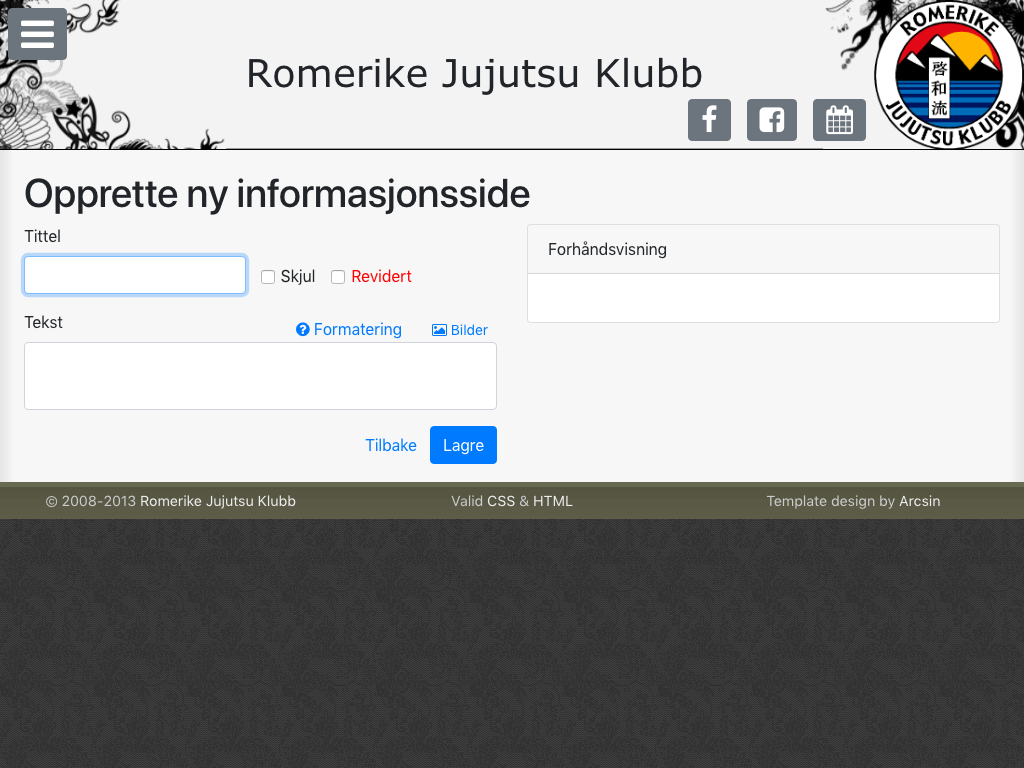 Romerike Jujutsu Klubb
ROMERIKE
啓和流
JUJUTSU KLUBB
Opprette ny informasjonsside
Tittel
Skjul Revidert
Tekst Formatering Bilder
Tilbake Lagre
Forhåndsvisning
© 2008-2013 Romerike Jujutsu Klubb Valid CSS & HTML Template design by Arcsin